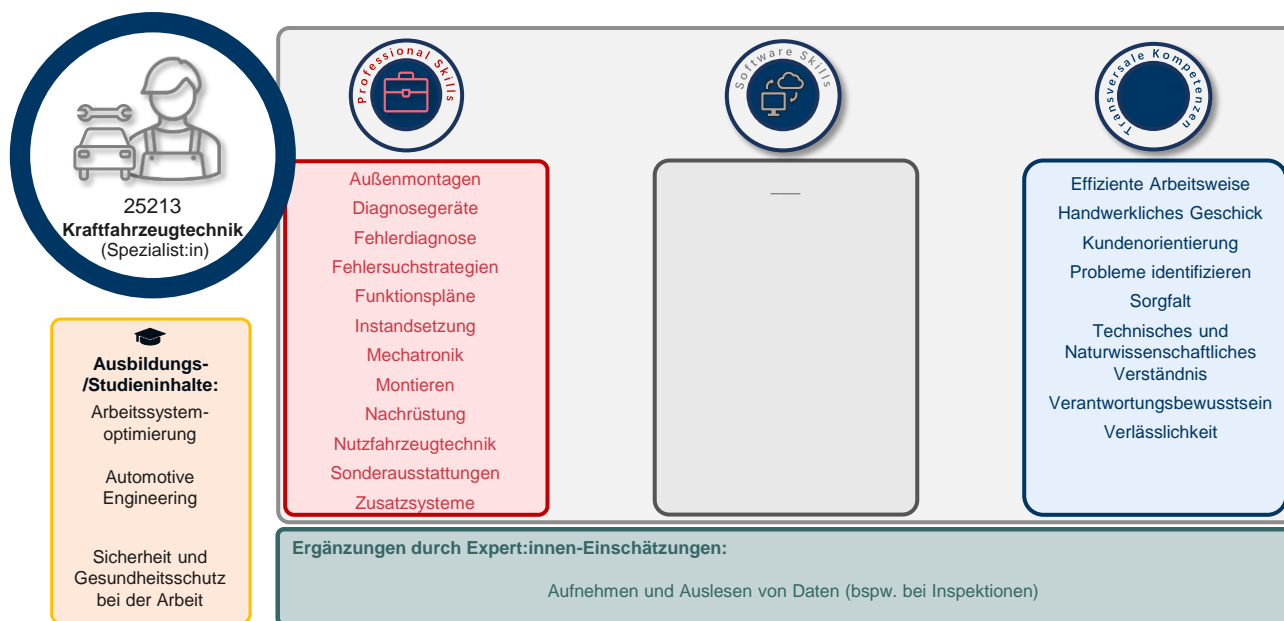 25213
Kraftfahrzeugtechnik
(Spezialist:in)
Ausbildungs-
/Studieninhalte:
Arbeitssystem-
optimierung
Automotive
Engineering
Sicherheit und
Gesundheitsschutz
bei der Arbeit
Professional Skills
Außenmontagen
Diagnosegeräte
Fehlerdiagnose
Fehlersuchstrategien
Funktionspläne
Instandsetzung
Mechatronik
Montieren
Nachrüstung
Nutzfahrzeugtechnik
Sonderausstattungen
Zusatzsysteme
Software Skills
Transversale Kompetenzen
Effiziente Arbeitsweise
Handwerkliches Geschick
Kundenorientierung
Probleme identifizieren
Sorgfalt
Technisches und
Naturwissenschaftliches
Verständnis
Verantwortungsbewusstsein
Verlässlichkeit
Ergänzungen durch Expert:innen-Einschätzungen:
Aufnehmen und Auslesen von Daten (bspw. bei Inspektionen)